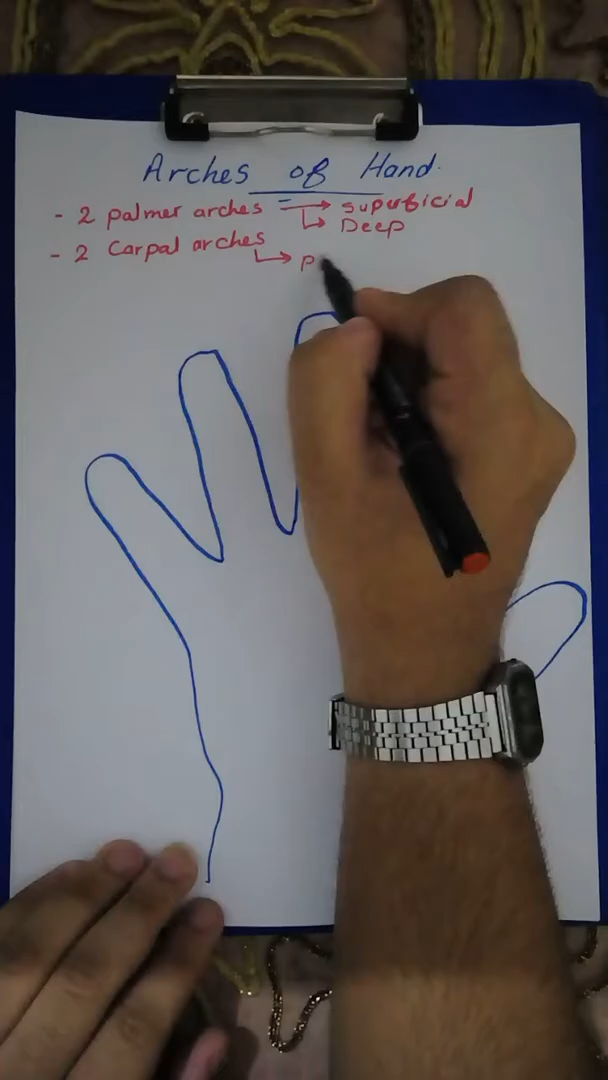 Arches of Hand.
- 2 palmer arches → superficial
↳ Deep
- 2 Carpal arches
↳ p